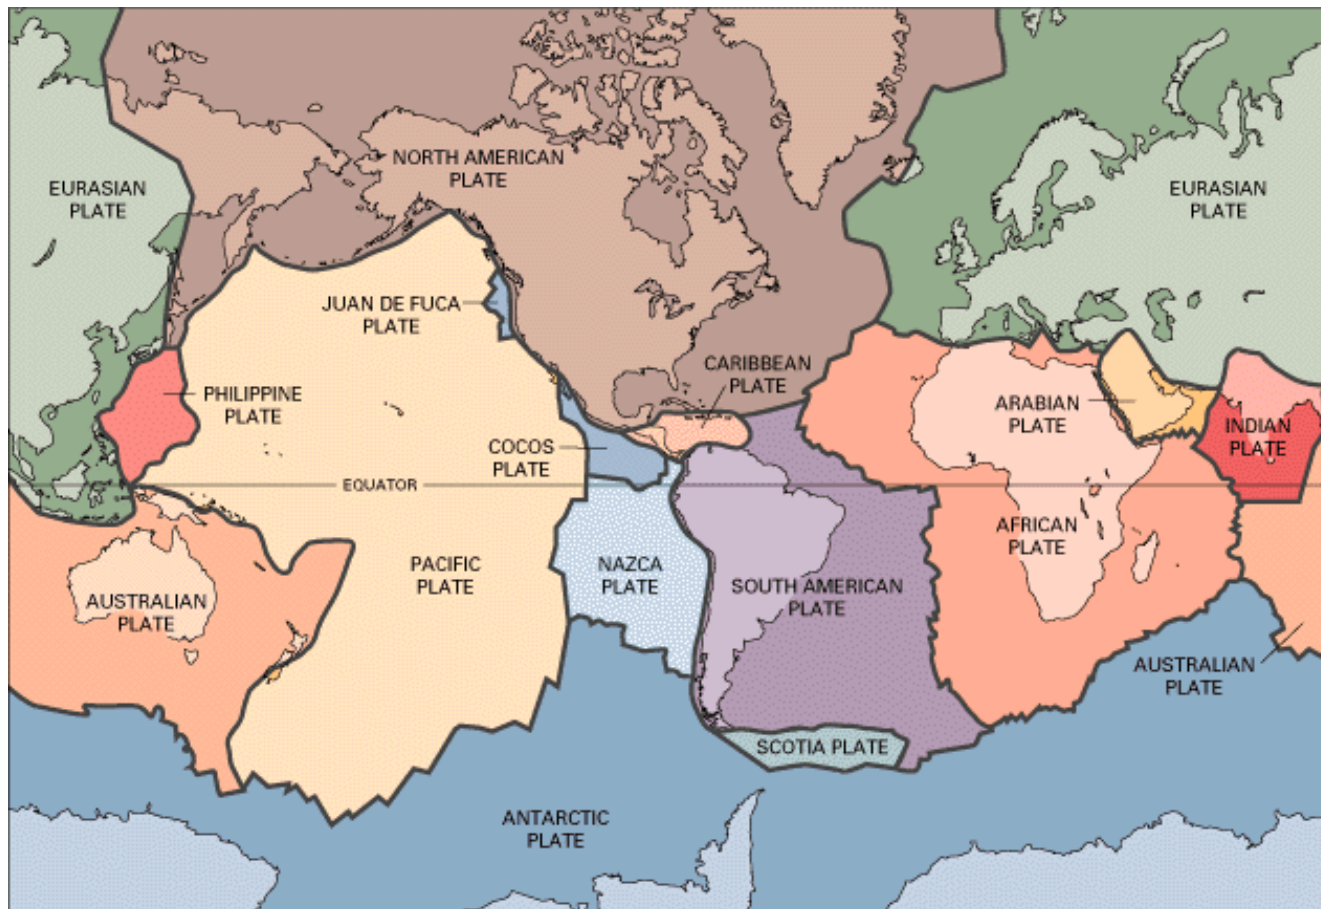 NORTH AMERICAN
PLATE
EURASIAN
PLATE
EURASIAN
PLATE
JUAN DE FUCA
PLATE
CARIBBEAN
PLATE
PHILIPPINE
PLATE
ARABIAN
PLATE
INDIAN
PLATE
COCOS
PLATE
EQUATOR
AFRICAN
PLATE
PACIFIC
PLATE
NAZCA
PLATE
SOUTH AMERICAN
PLATE
AUSTRALIAN
PLATE
AUSTRALIAN
PLATE
SCOTIA PLATE
ANTARCTIC
PLATE